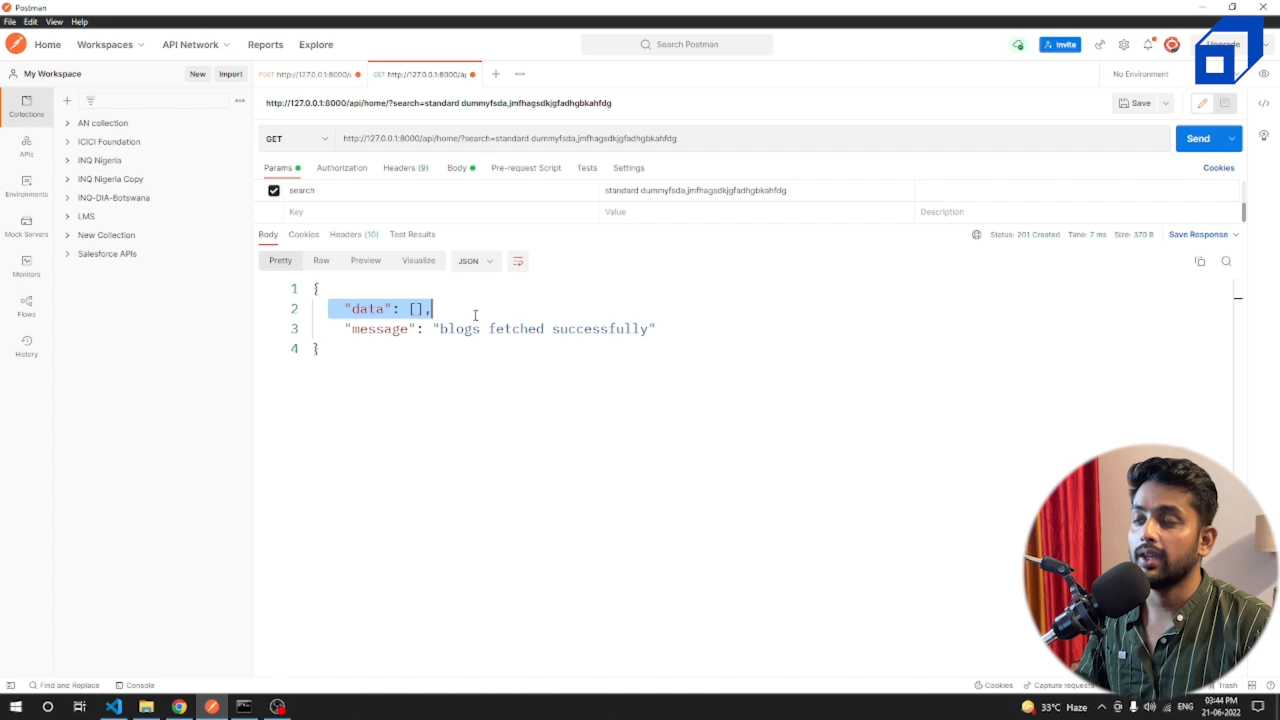 Postman
File Edit View Help
Home Workspaces API Network Reports Explore Search Postman Invite Upgrade
My Workspace New Import POST http://127.0.0.1:8000/i GET http://127.0.0.1:8000/a No Environment
Collections
APIs
Environments
Mock Servers
Monitors
Flows
History
AN collection
ICICI Foundation
INQ Nigeria
INQ Nigeria Copy
INQ-DIA-Botswana
LMS
New Collection
Salesforce APIs
http://127.0.0.1:8000/api/home/?search=standard dummyfsda,jmfhagsdkjgfadhgbkahfdg Save
GET http://127.0.0.1:8000/api/home/?search=standard dummyfsda,jmfhagsdkjgfadhgbkahfdg Send
Params Authorization Headers (9) Body Pre-request Script Tests Settings Cookies
search standard dummyfsda,jmfhagsdkjgfadhgbkahfdg
Key Value Description
Body Cookies Headers (10) Test Results Status: 201 Created Time: 7 ms Size: 370 B Save Response
Pretty Raw Preview Visualize JSON
1 {
2 "data": [],
3 "message": "blogs fetched successfully"
4 }
Find and Replace Console Cookies Capture requests Trash
33°C Haze ENG 03:44 PM
21-06-2022